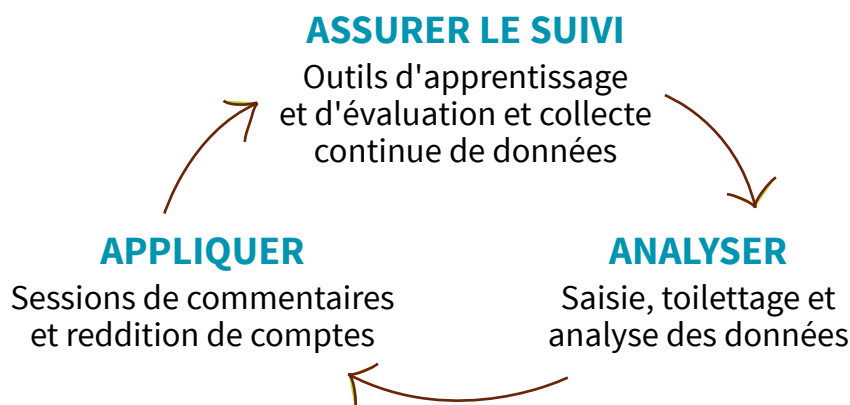 ASSURER LE SUIVI
Outils d'apprentissage
et d'évaluation et collecte
continue de données
APPLIQUER
Sessions de commentaires
et reddition de comptes
ANALYSER
Saisie, toilettage et
analyse des données